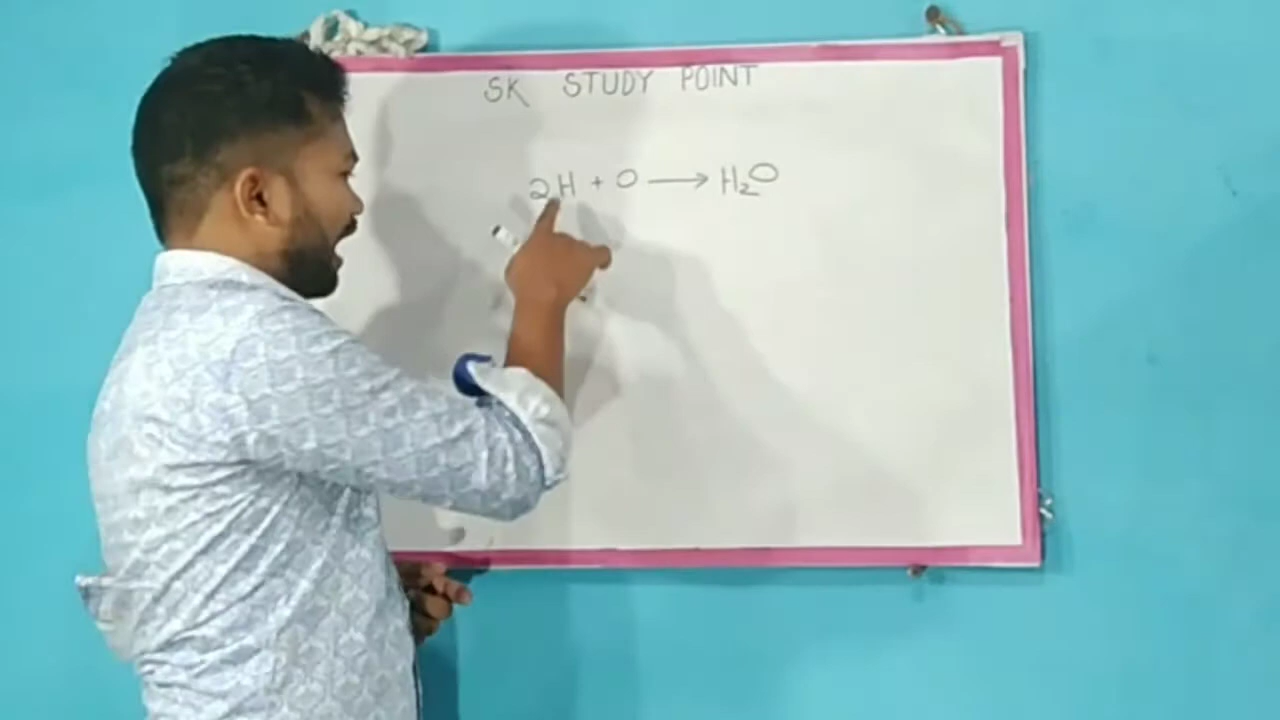 SK STUDY POINT
2H + O ⟶ H₂O